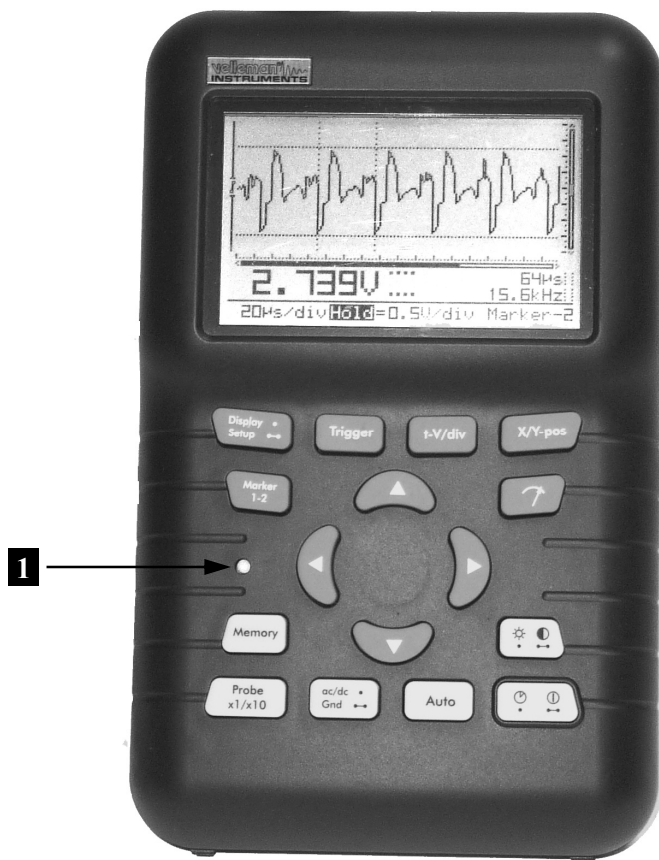 velleman
INSTRUMENTS
2.739V
64µs
15.6kHz
20µs/div Hold =0.5V/div Marker-2
Display
Setup
Trigger
t-V/div
X/Y-pos
Marker
1-2
1
Memory
Probe
x1/x10
ac/dc
Gnd
Auto